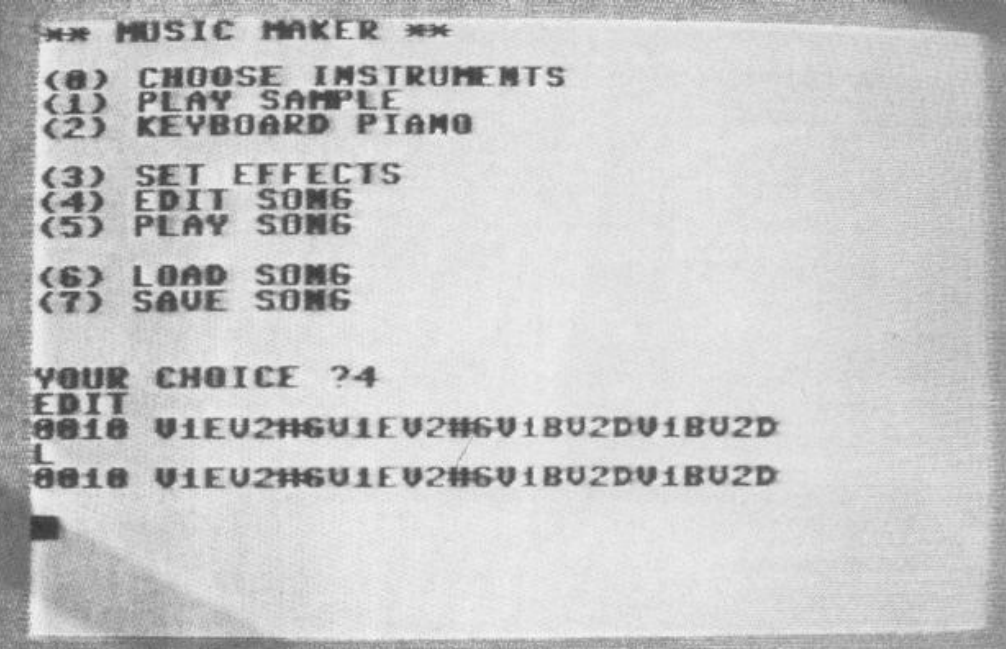 ** MUSIC MAKER **
(0) CHOOSE INSTRUMENTS
(1) PLAY SAMPLE
(2) KEYBOARD PIANO
(3) SET EFFECTS
(4) EDIT SONG
(5) PLAY SONG
(6) LOAD SONG
(7) SAVE SONG
YOUR CHOICE ?4
EDIT
0010 V1EV2#GV1EV2#GV1BV2DV1BV2D
L
0010 V1EV2#GV1EV2#GV1BV2DV1BV2D